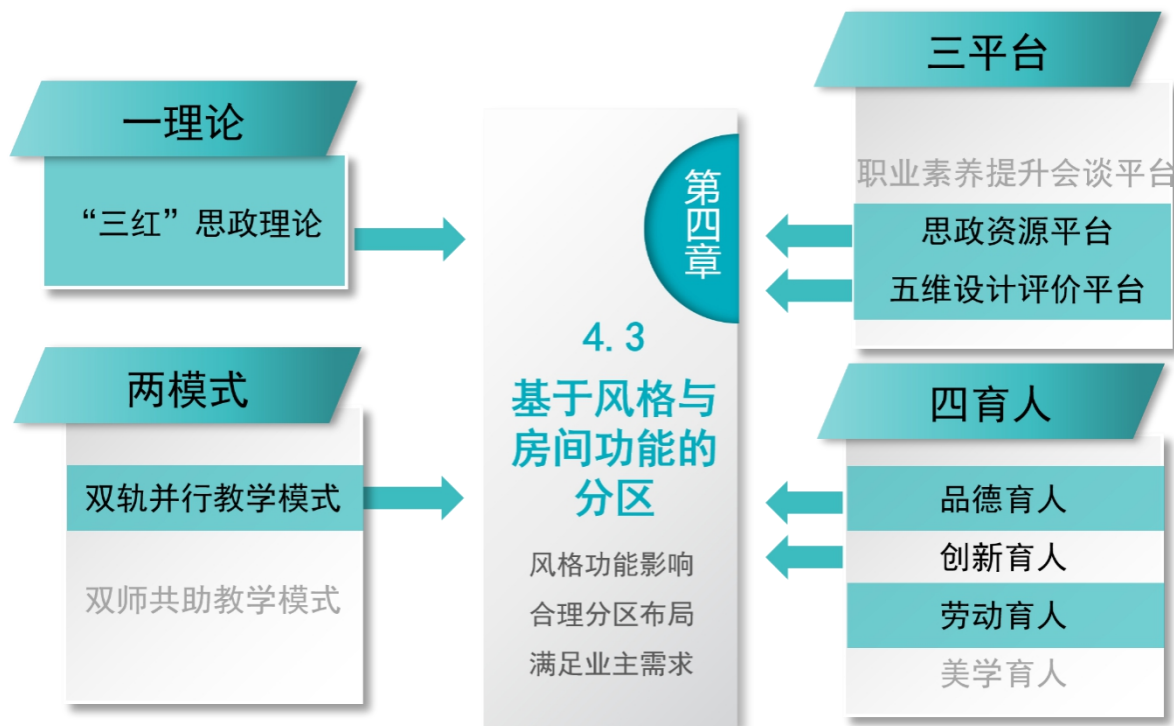 一理论
“三红”思政理论
两模式
双轨并行教学模式
双师共助教学模式
第四章
4.3
基于风格与
房间功能的
分区
风格功能影响
合理分区布局
满足业主需求
三平台
职业素养提升会谈平台
思政资源平台
五维设计评价平台
四育人
品德育人
创新育人
劳动育人
美学育人